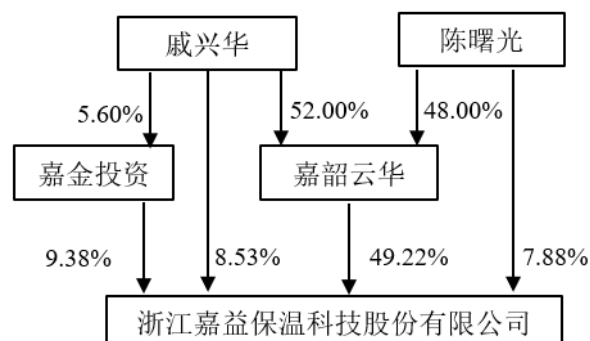 戚兴华
陈曙光
5.60%
52.00%
48.00%
嘉金投资
嘉韶云华
9.38%
8.53%
49.22%
7.88%
浙江嘉益保温科技股份有限公司